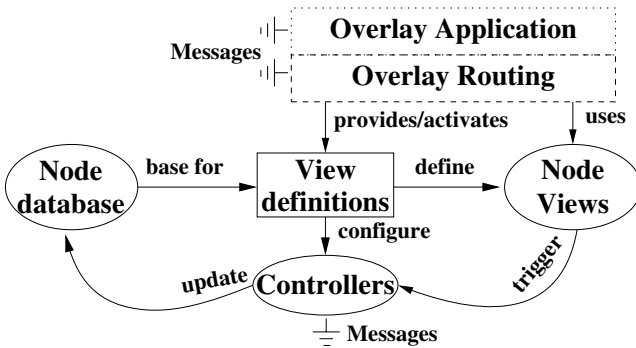 Overlay Application
Messages
Overlay Routing
provides/activates
uses
Node
database
base for
View
definitions
define
Node
Views
configure
update
Controllers
trigger
Messages